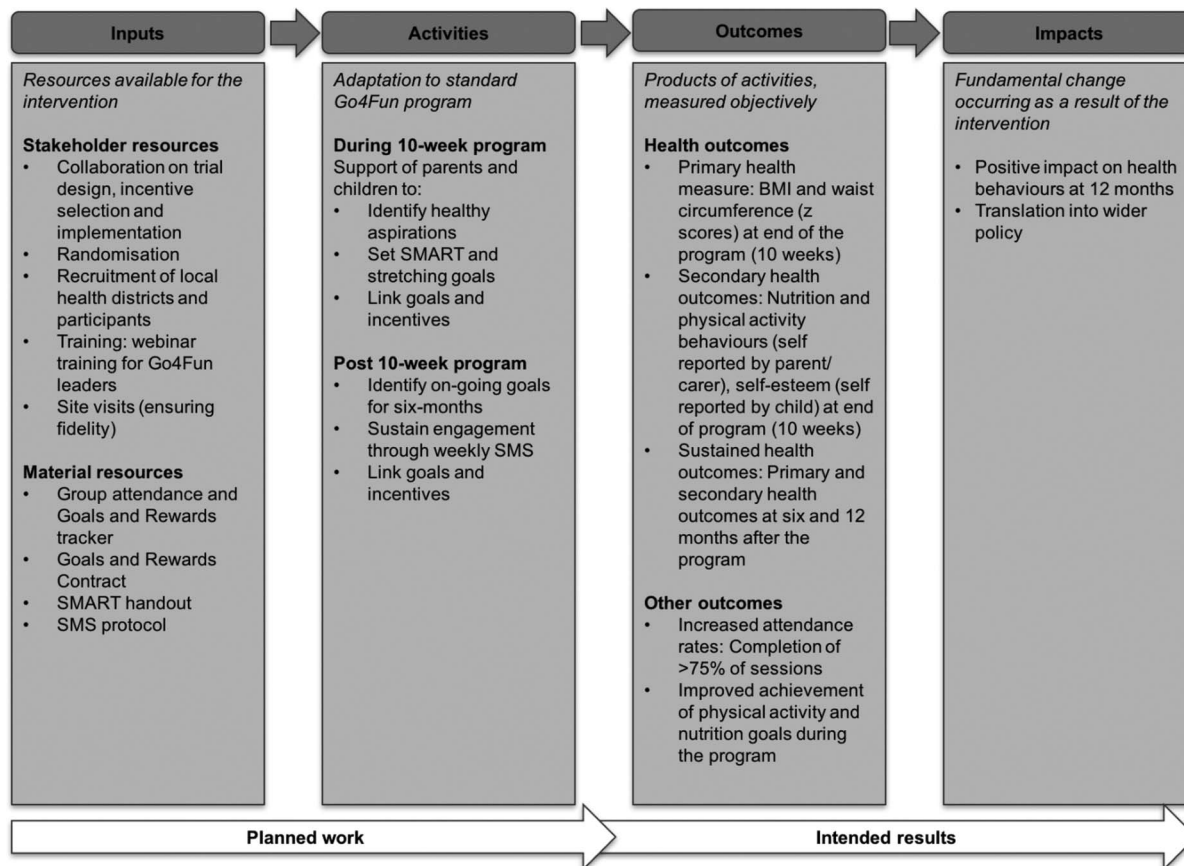 Inputs
Activities
Outcomes
Impacts
Resources available for the
intervention
Stakeholder resources
• Collaboration on trial
design, incentive
selection and
implementation
• Randomisation
• Recruitment of local
health districts and
participants
• Training: webinar
training for Go4Fun
leaders
• Site visits (ensuring
fidelity)
Material resources
• Group attendance and
Goals and Rewards
tracker
• Goals and Rewards
Contract
• SMART handout
• SMS protocol
Adaptation to standard
Go4Fun program
During 10-week program
Support of parents and
children to:
• Identify healthy
aspirations
• Set SMART and
stretching goals
• Link goals and
incentives
Post 10-week program
• Identify on-going goals
for six-months
• Sustain engagement
through weekly SMS
• Link goals and
incentives
Products of activities,
measured objectively
Health outcomes
• Primary health
measure: BMI and waist
circumference (z
scores) at end of the
program (10 weeks)
• Secondary health
outcomes: Nutrition and
physical activity
behaviours (self
reported by parent/
carer), self-esteem (self
reported by child) at end
of program (10 weeks)
• Sustained health
outcomes: Primary and
secondary health
outcomes at six and 12
months after the
program
Other outcomes
• Increased attendance
rates: Completion of
>75% of sessions
• Improved achievement
of physical activity and
nutrition goals during
the program
Fundamental change
occurring as a result of the
intervention
• Positive impact on health
behaviours at 12 months
• Translation into wider
policy
Planned work
Intended results